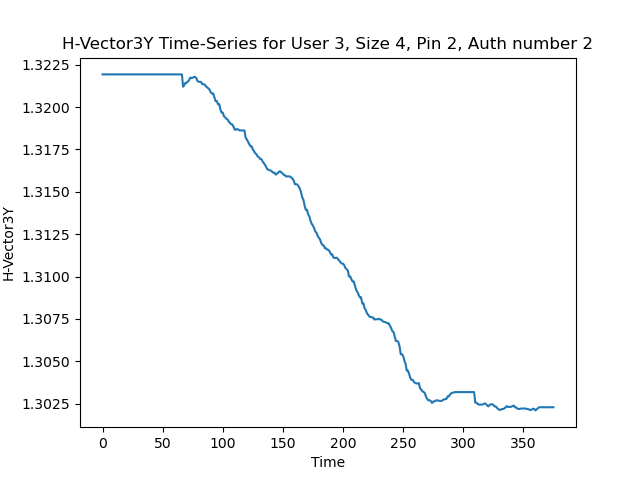 H-Vector3Y Time-Series for User 3, Size 4, Pin 2, Auth number 2
1.3225
1.3200
1.3175
1.3150
1.3125
1.3100
1.3075
1.3050
1.3025
H-Vector3Y
0 50 100 150 200 250 300 350
Time